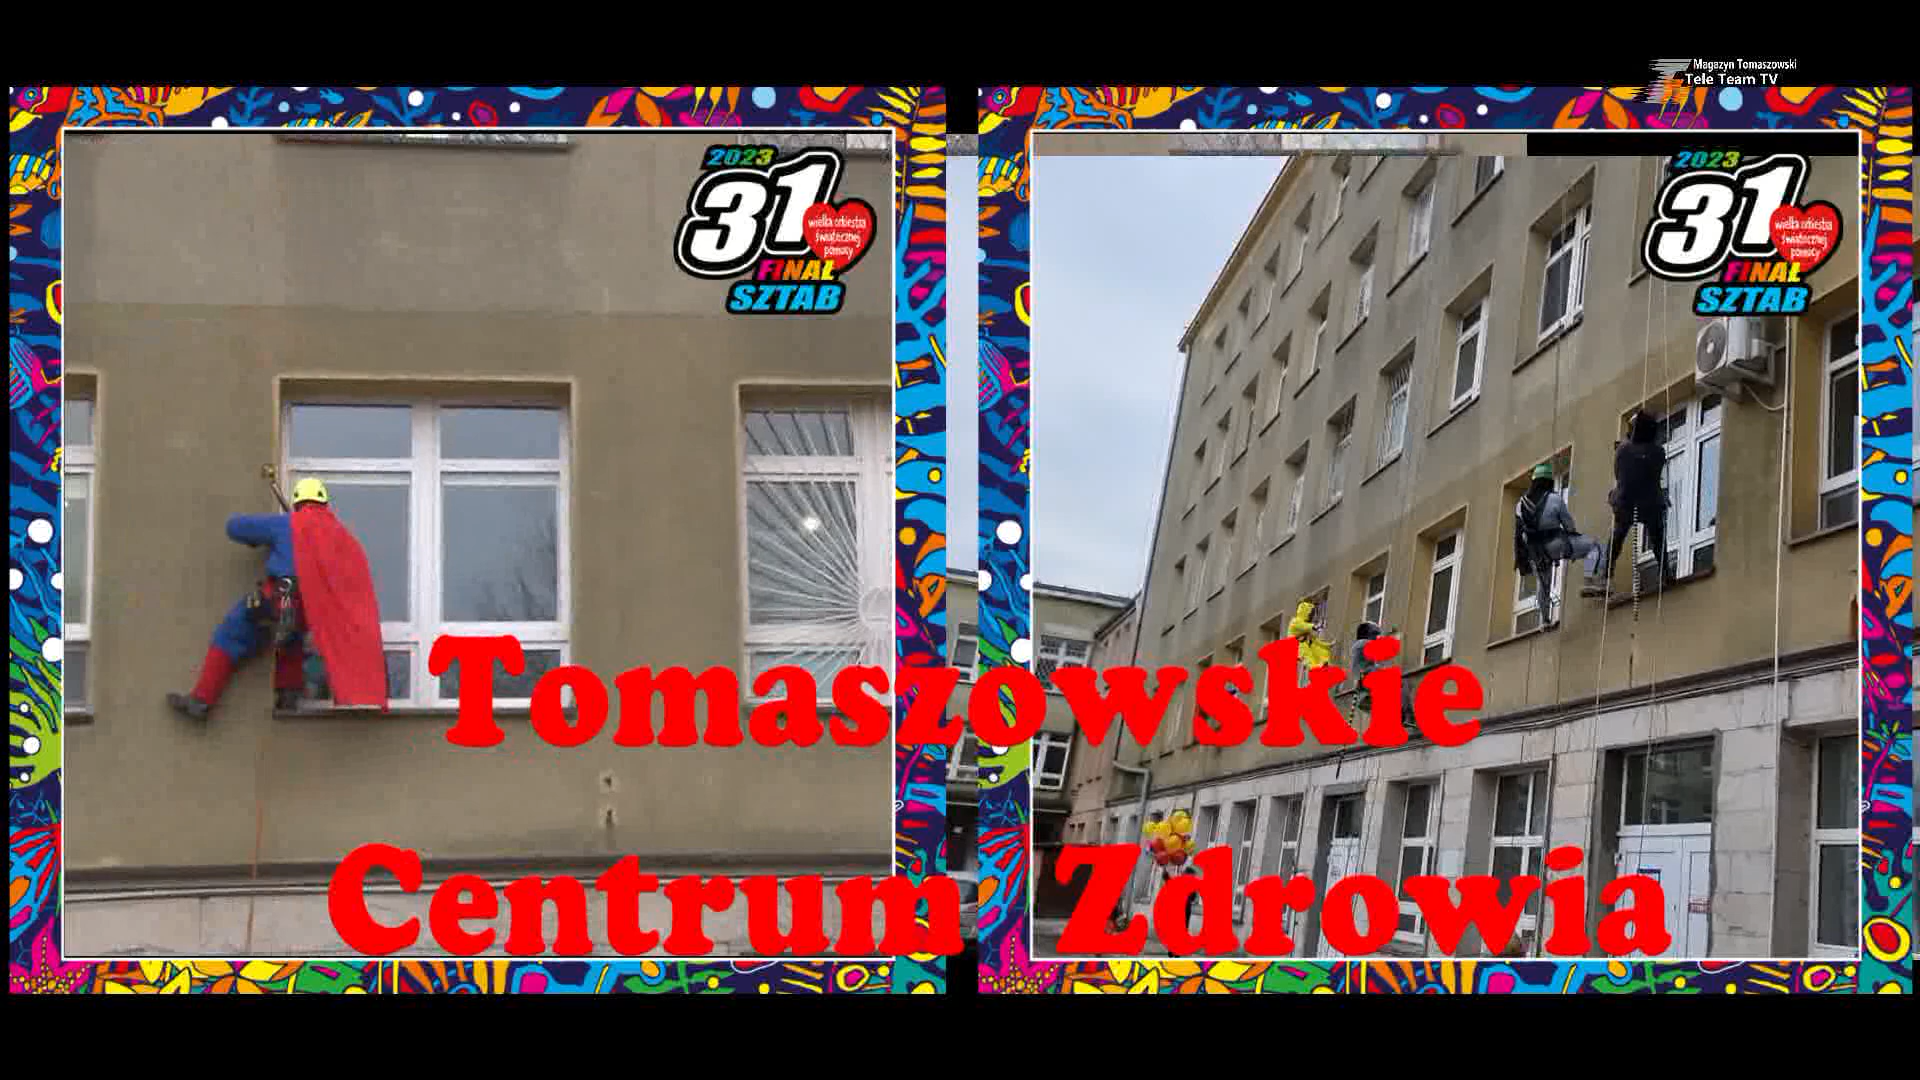 Magazyn Tomaszowski
Tele Team TV
2023
31
wielka orkiestra
świątecznej
pomocy
FINAŁ
SZTAB
2023
31
wielka orkiestra
świątecznej
pomocy
FINAŁ
SZTAB
Tomaszowskie
Centrum Zdrowia